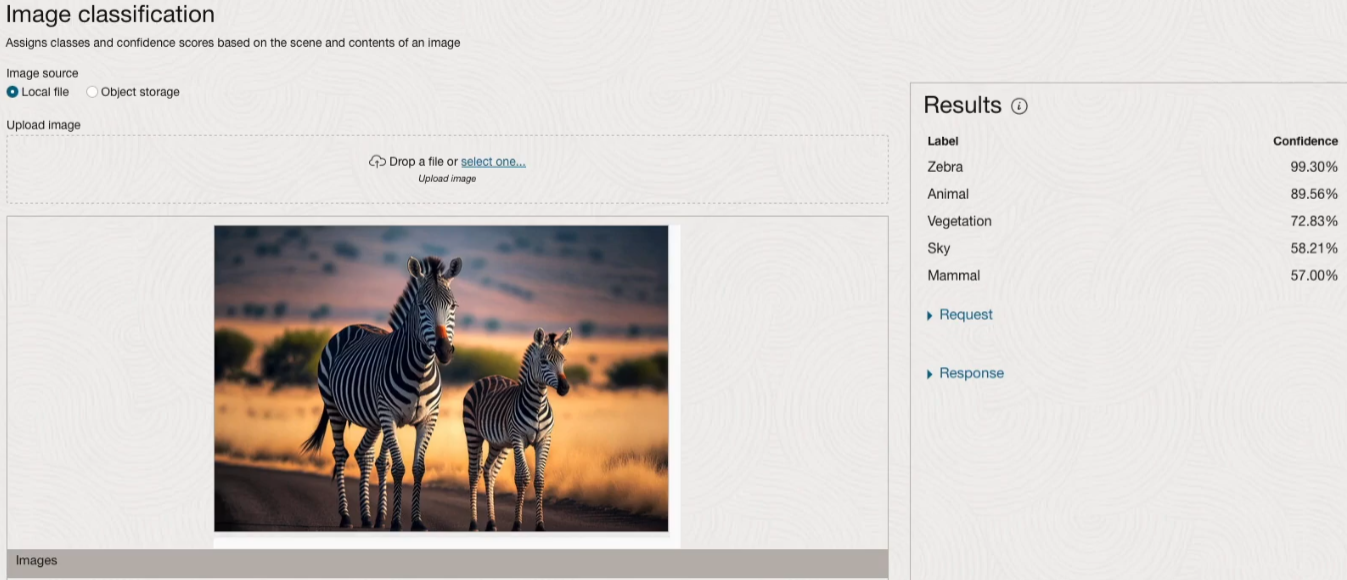 Image classification
Assigns classes and confidence scores based on the scene and contents of an image
Image source
Local file Object storage
Upload image
Drop a file or select one...
Upload image
Images
Results
Label Confidence
Zebra 99.30%
Animal 89.56%
Vegetation 72.83%
Sky 58.21%
Mammal 57.00%
Request
Response